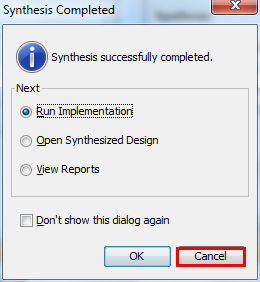 Synthesis Completed
Synthesis successfully completed.
Next
Run Implementation
Open Synthesized Design
View Reports
Don't show this dialog again
OK
Cancel